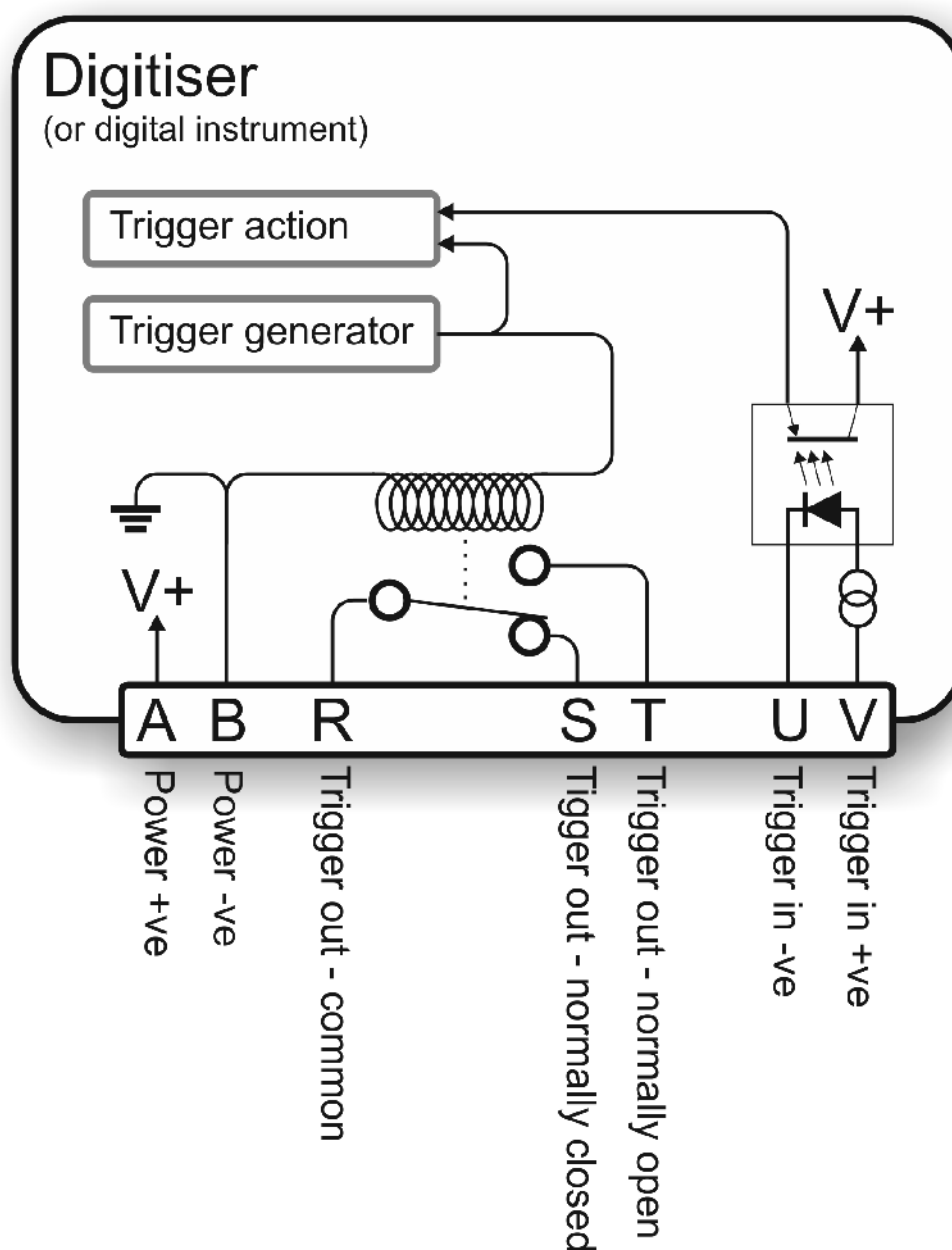 Digitiser
(or digital instrument)
Trigger action
Trigger generator
V+
V+
A
B
R
S
T
U
V
Power +ve
Power -ve
Trigger out - common
Tigger out - normally closed
Trigger out - normally open
Trigger in -ve
Trigger in +ve